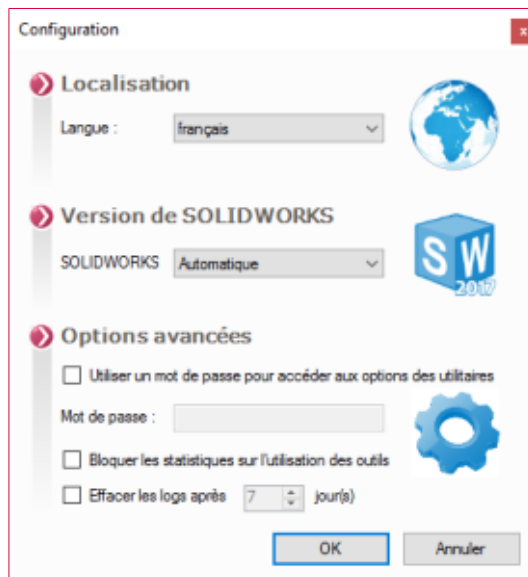 Configuration
x
Localisation
Langue :
français
Version de SOLIDWORKS
SOLIDWORKS
Automatique
SW
2017
Options avancées
Utiliser un mot de passe pour accéder aux options des utilitaires
Mot de passe :
Bloquer les statistiques sur l'utilisation des outils
Effacer les logs après 7 jour(s)
OK
Annuler